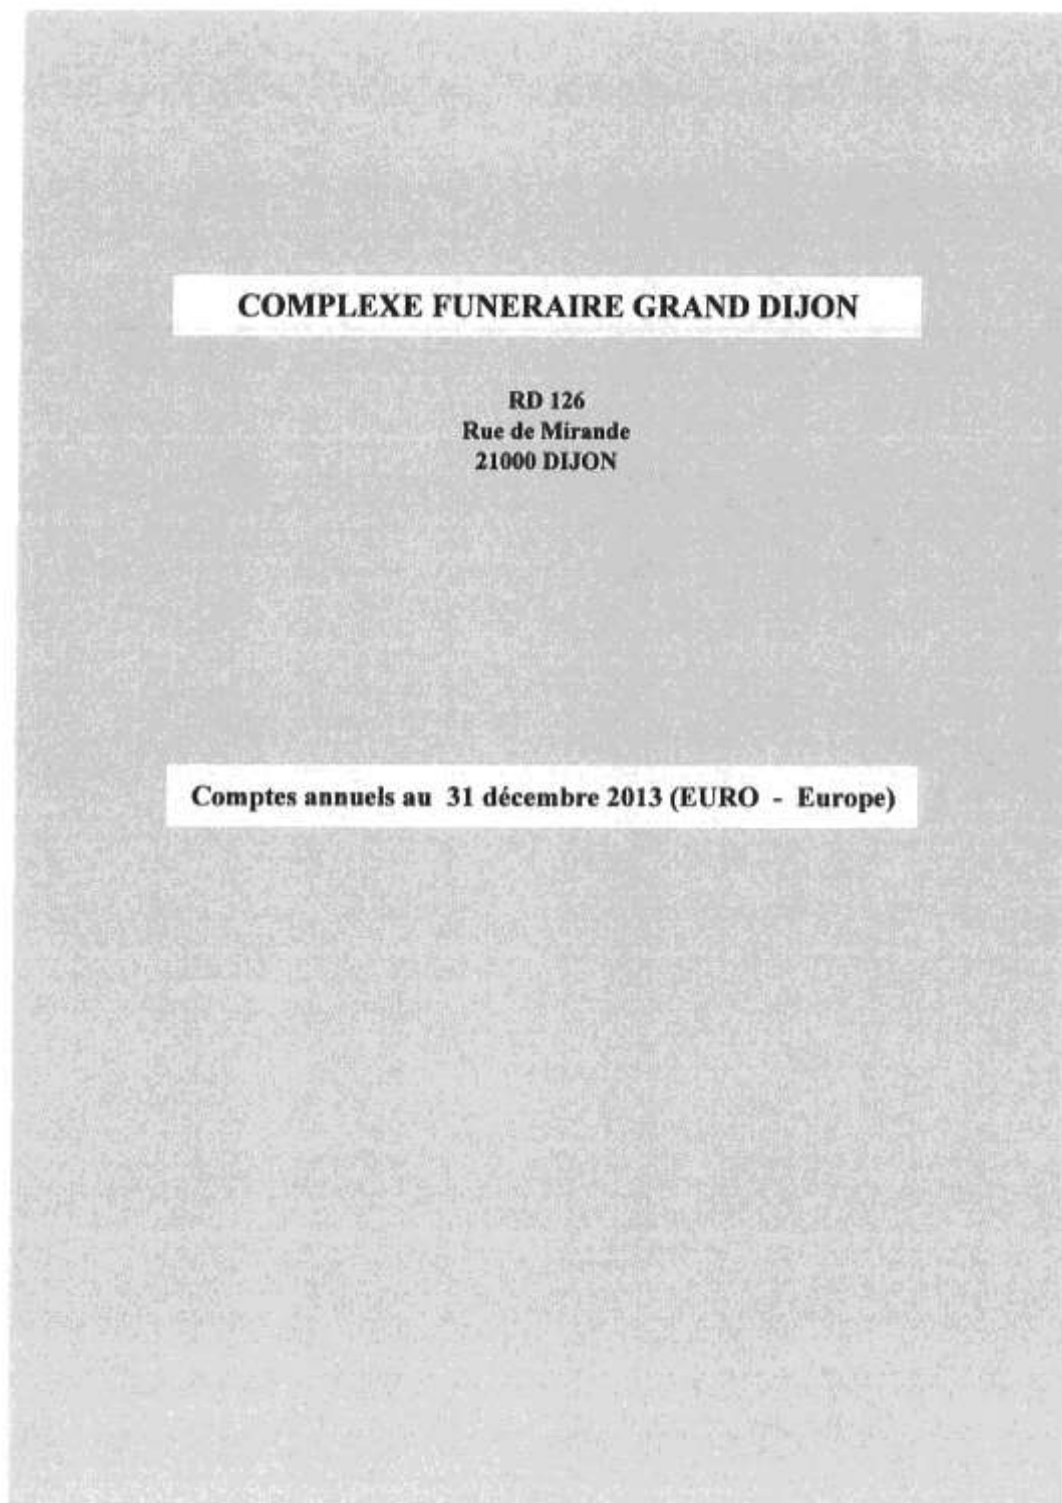 COMPLEXE FUNERAIRE GRAND DIJON
RD 126
Rue de Mirande
21000 DIJON
Comptes annuels au 31 décembre 2013 (EURO - Europe)